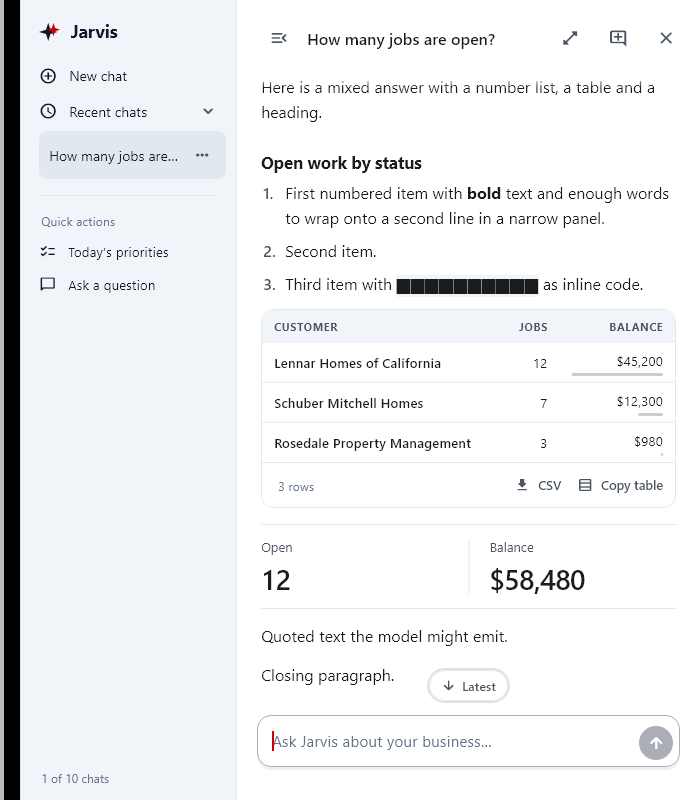 Jarvis
New chat
Recent chats
How many jobs are...
Quick actions
Today's priorities
Ask a question
1 of 10 chats
How many jobs are open?
Here is a mixed answer with a number list, a table and a
heading.
Open work by status
1. First numbered item with bold text and enough words
to wrap onto a second line in a narrow panel.
2. Second item.
3. Third item with as inline code.
CUSTOMER JOBS BALANCE
Lennar Homes of California 12 $45,200
Schuber Mitchell Homes 7 $12,300
Rosedale Property Management 3 $980
3 rows CSV Copy table
Open Balance
12 $58,480
Quoted text the model might emit.
Closing paragraph.
Latest
Ask Jarvis about your business...